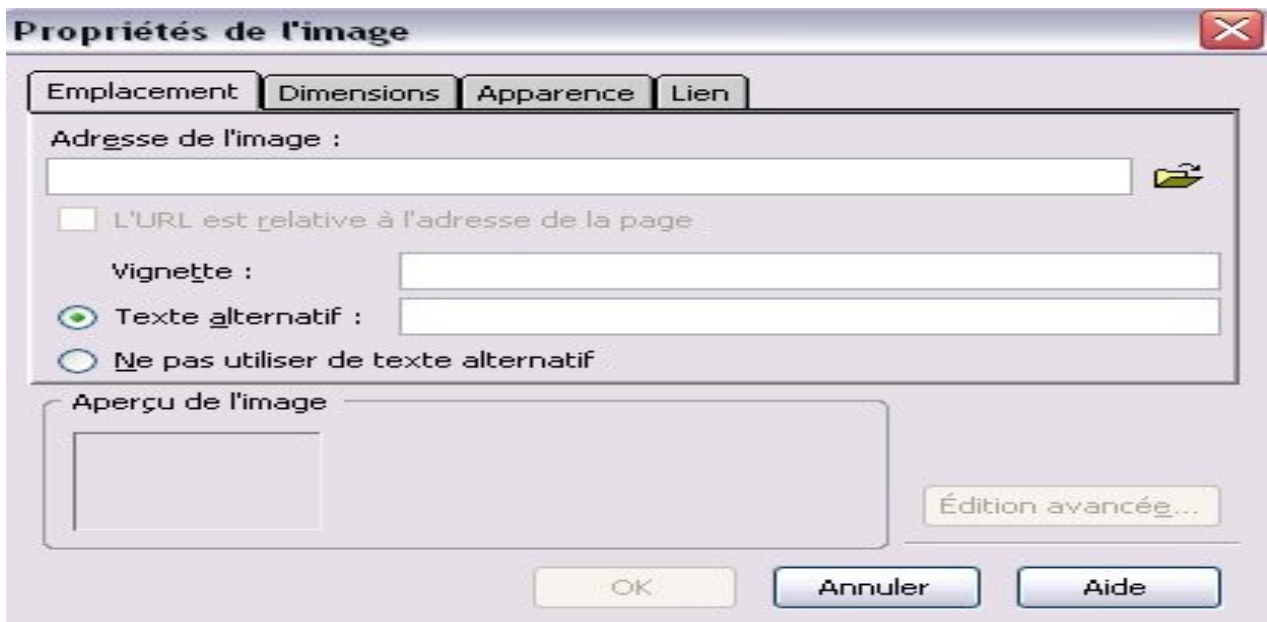 Propriétés de l'image
Emplacement Dimensions Apparence Lien
Adresse de l'image :
L'URL est relative à l'adresse de la page
Vignette :
Texte alternatif :
Ne pas utiliser de texte alternatif
Aperçu de l'image
Édition avancée...
OK Annuler Aide